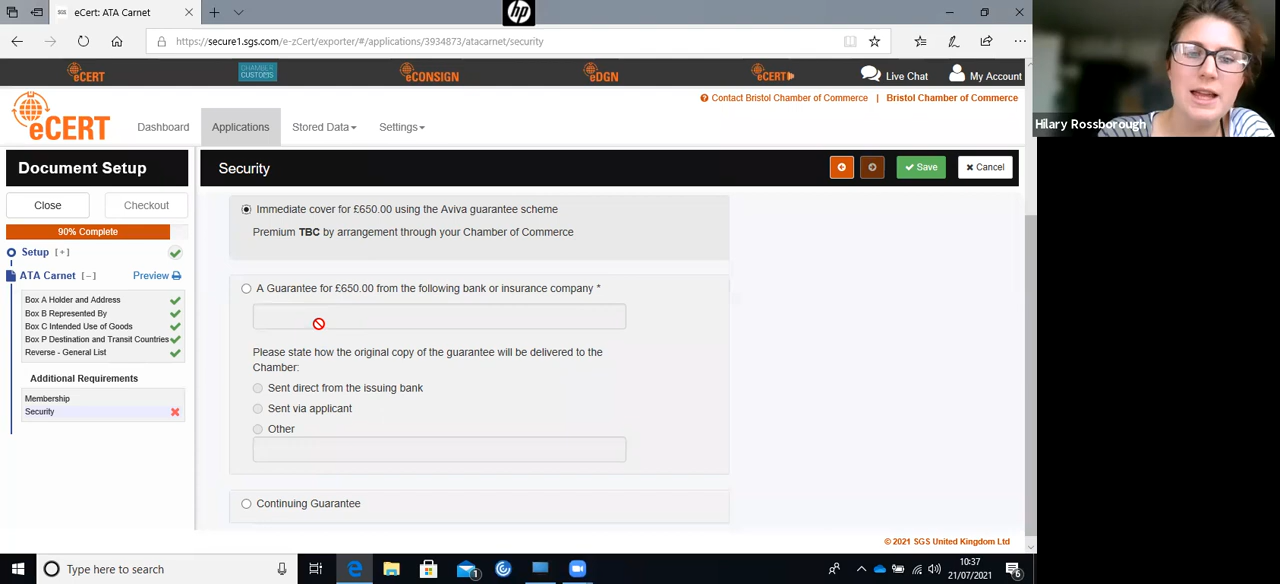 eCert: ATA Carnet
hp
https://secure1.sgs.com/e-zCert/exporter/#/applications/3934873/atacarnet/security
eCERT
CHAMBER CUSTOMS
eCONSIGN
eDGN
eCERT
Live Chat
My Account
Hilary Rossborough
Contact Bristol Chamber of Commerce | Bristol Chamber of Commerce
eCERT
Dashboard
Applications
Stored Data
Settings
Document Setup
Security
Save
Cancel
Close
Checkout
90% Complete
Setup [+]
ATA Carnet [−]
Preview
Box A Holder and Address
Box B Represented By
Box C Intended Use of Goods
Box P Destination and Transit Countries
Reverse - General List
Additional Requirements
Membership
Security
Immediate cover for £650.00 using the Aviva guarantee scheme
Premium TBC by arrangement through your Chamber of Commerce
A Guarantee for £650.00 from the following bank or insurance company *
Please state how the original copy of the guarantee will be delivered to the
Chamber:
Sent direct from the issuing bank
Sent via applicant
Other
Continuing Guarantee
© 2021 SGS United Kingdom Ltd
Type here to search
1
10:37
21/07/2021
6